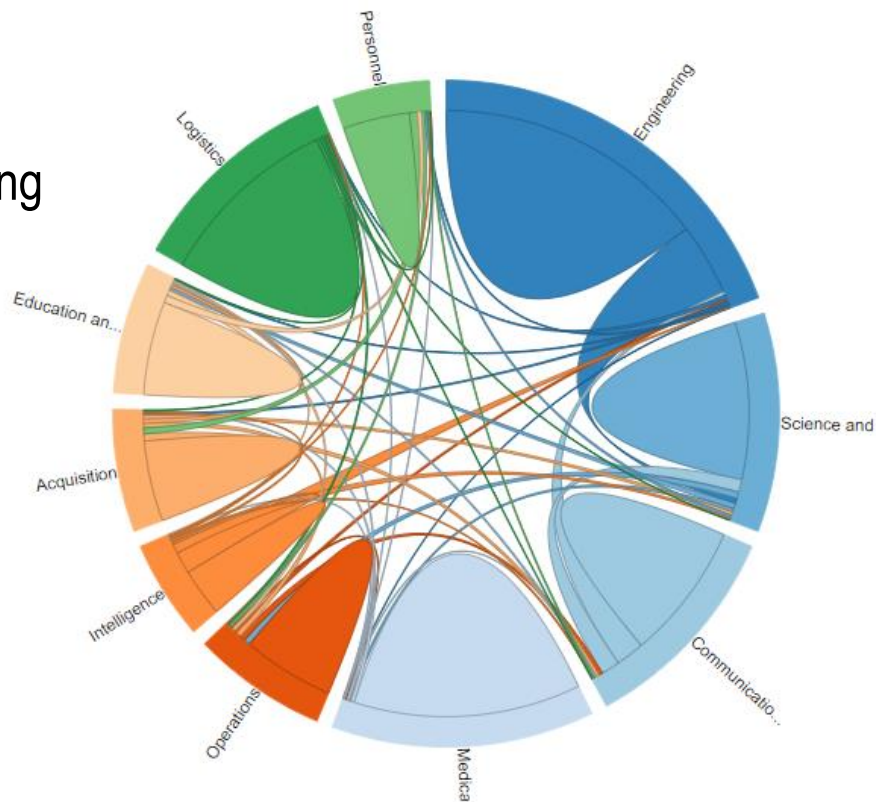 ng
Personnel
Engineering
Logistics
Education an...
Science and
Acquisition
Intelligence
Communicatio...
Operations
Medica